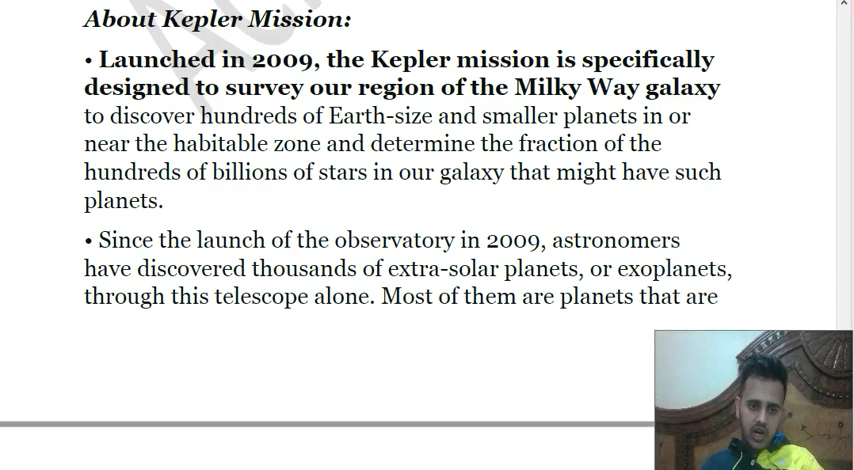 About Kepler Mission:
• Launched in 2009, the Kepler mission is specifically
designed to survey our region of the Milky Way galaxy
to discover hundreds of Earth-size and smaller planets in or
near the habitable zone and determine the fraction of the
hundreds of billions of stars in our galaxy that might have such
planets.
• Since the launch of the observatory in 2009, astronomers
have discovered thousands of extra-solar planets, or exoplanets,
through this telescope alone. Most of them are planets that are